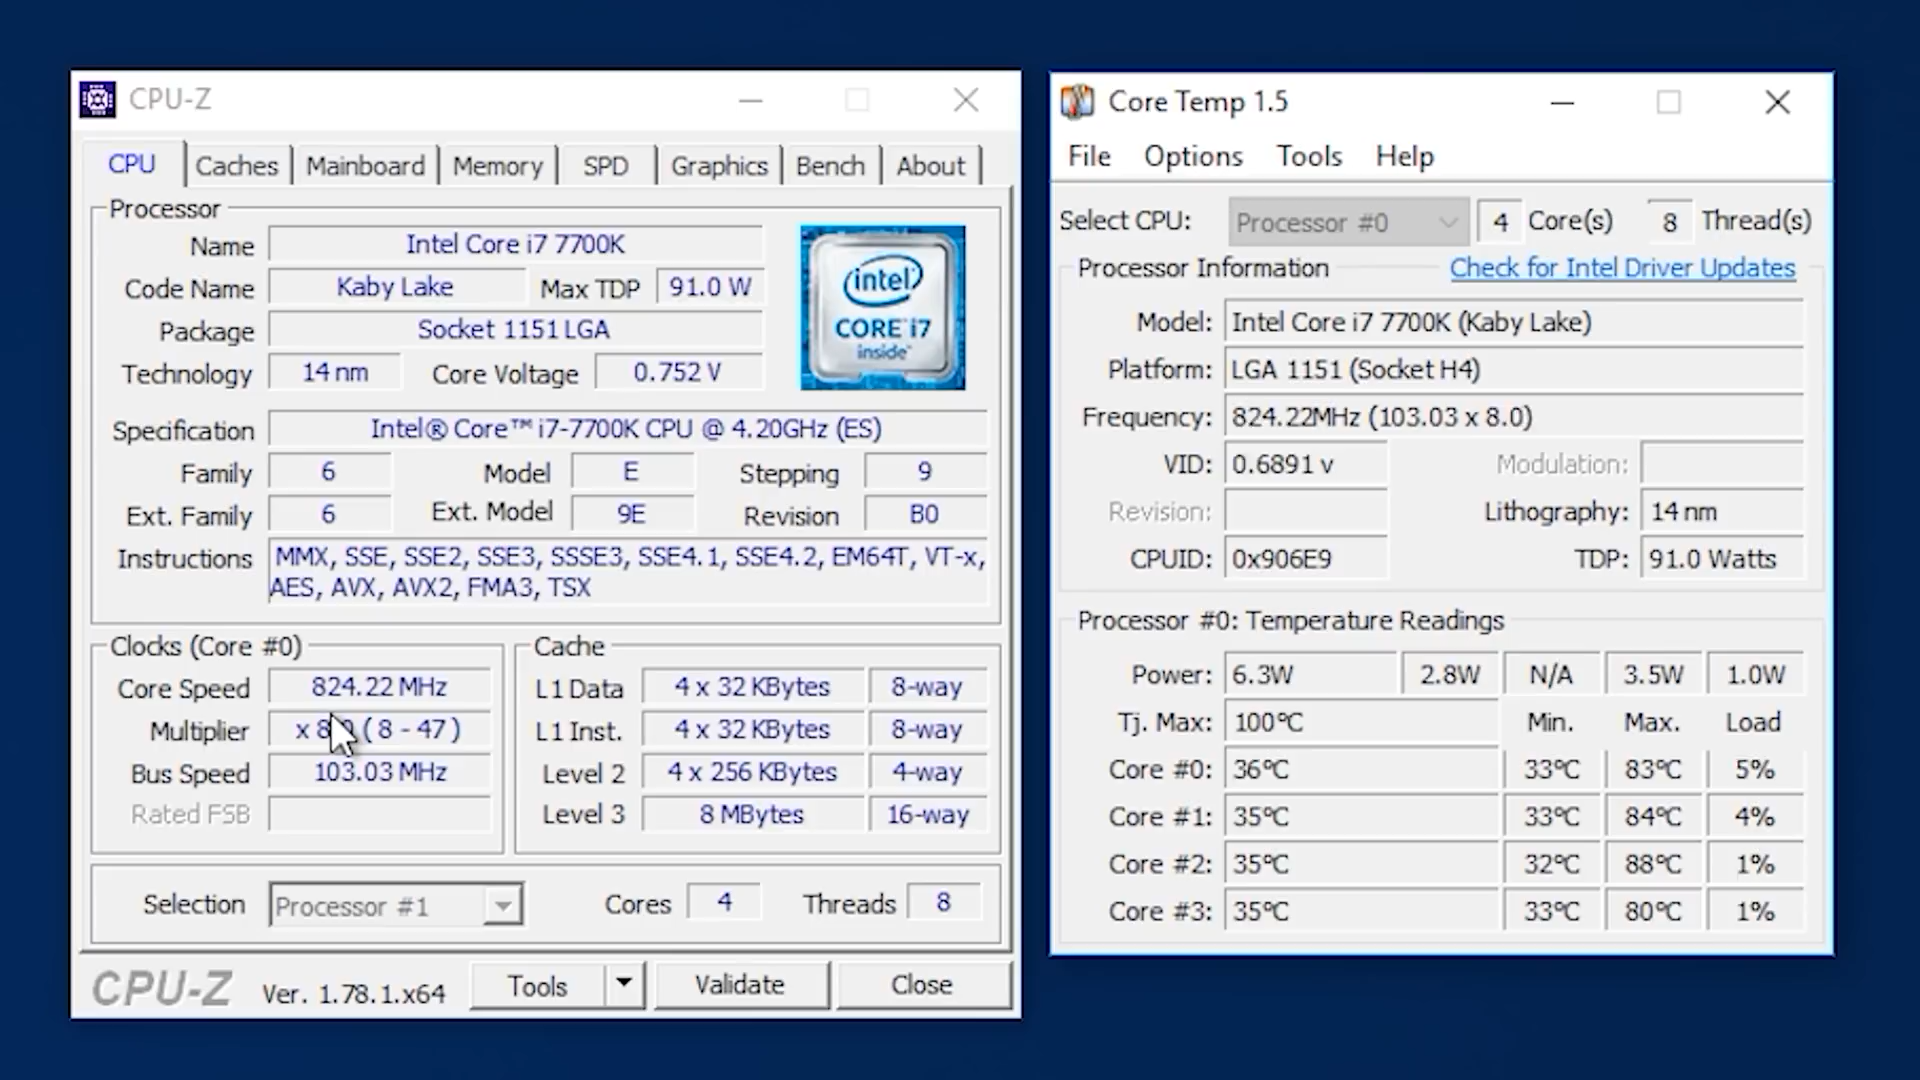 CPU-Z
CPU Caches Mainboard Memory SPD Graphics Bench About
Processor
Name Intel Core i7 7700K
Code Name Kaby Lake Max TDP 91.0 W
Package Socket 1151 LGA
Technology 14 nm Core Voltage 0.752 V
intel
CORE i7
inside
Specification Intel® Core™ i7-7700K CPU @ 4.20GHz (ES)
Family 6 Model E Stepping 9
Ext. Family 6 Ext. Model 9E Revision B0
Instructions MMX, SSE, SSE2, SSE3, SSSE3, SSE4.1, SSE4.2, EM64T, VT-x,
AES, AVX, AVX2, FMA3, TSX
Clocks (Core #0)
Core Speed 824.22 MHz
Multiplier x ( 8 - 47 )
Bus Speed 103.03 MHz
Rated FSB
Cache
L1 Data 4 x 32 KBytes 8-way
L1 Inst. 4 x 32 KBytes 8-way
Level 2 4 x 256 KBytes 4-way
Level 3 8 MBytes 16-way
Selection Processor #1 Cores 4 Threads 8
CPU-Z Ver. 1.78.1.x64 Tools Validate Close
Core Temp 1.5
File Options Tools Help
Select CPU: Processor #0 4 Core(s) 8 Thread(s)
Processor Information Check for Intel Driver Updates
Model: Intel Core i7 7700K (Kaby Lake)
Platform: LGA 1151 (Socket H4)
Frequency: 824.22MHz (103.03 x 8.0)
VID: 0.6891 v Modulation:
Revision: Lithography: 14 nm
CPUID: 0x906E9 TDP: 91.0 Watts
Processor #0: Temperature Readings
Power: 6.3W 2.8W N/A 3.5W 1.0W
Tj. Max: 100°C Min. Max. Load
Core #0: 36°C 33°C 83°C 5%
Core #1: 35°C 33°C 84°C 4%
Core #2: 35°C 32°C 88°C 1%
Core #3: 35°C 33°C 80°C 1%